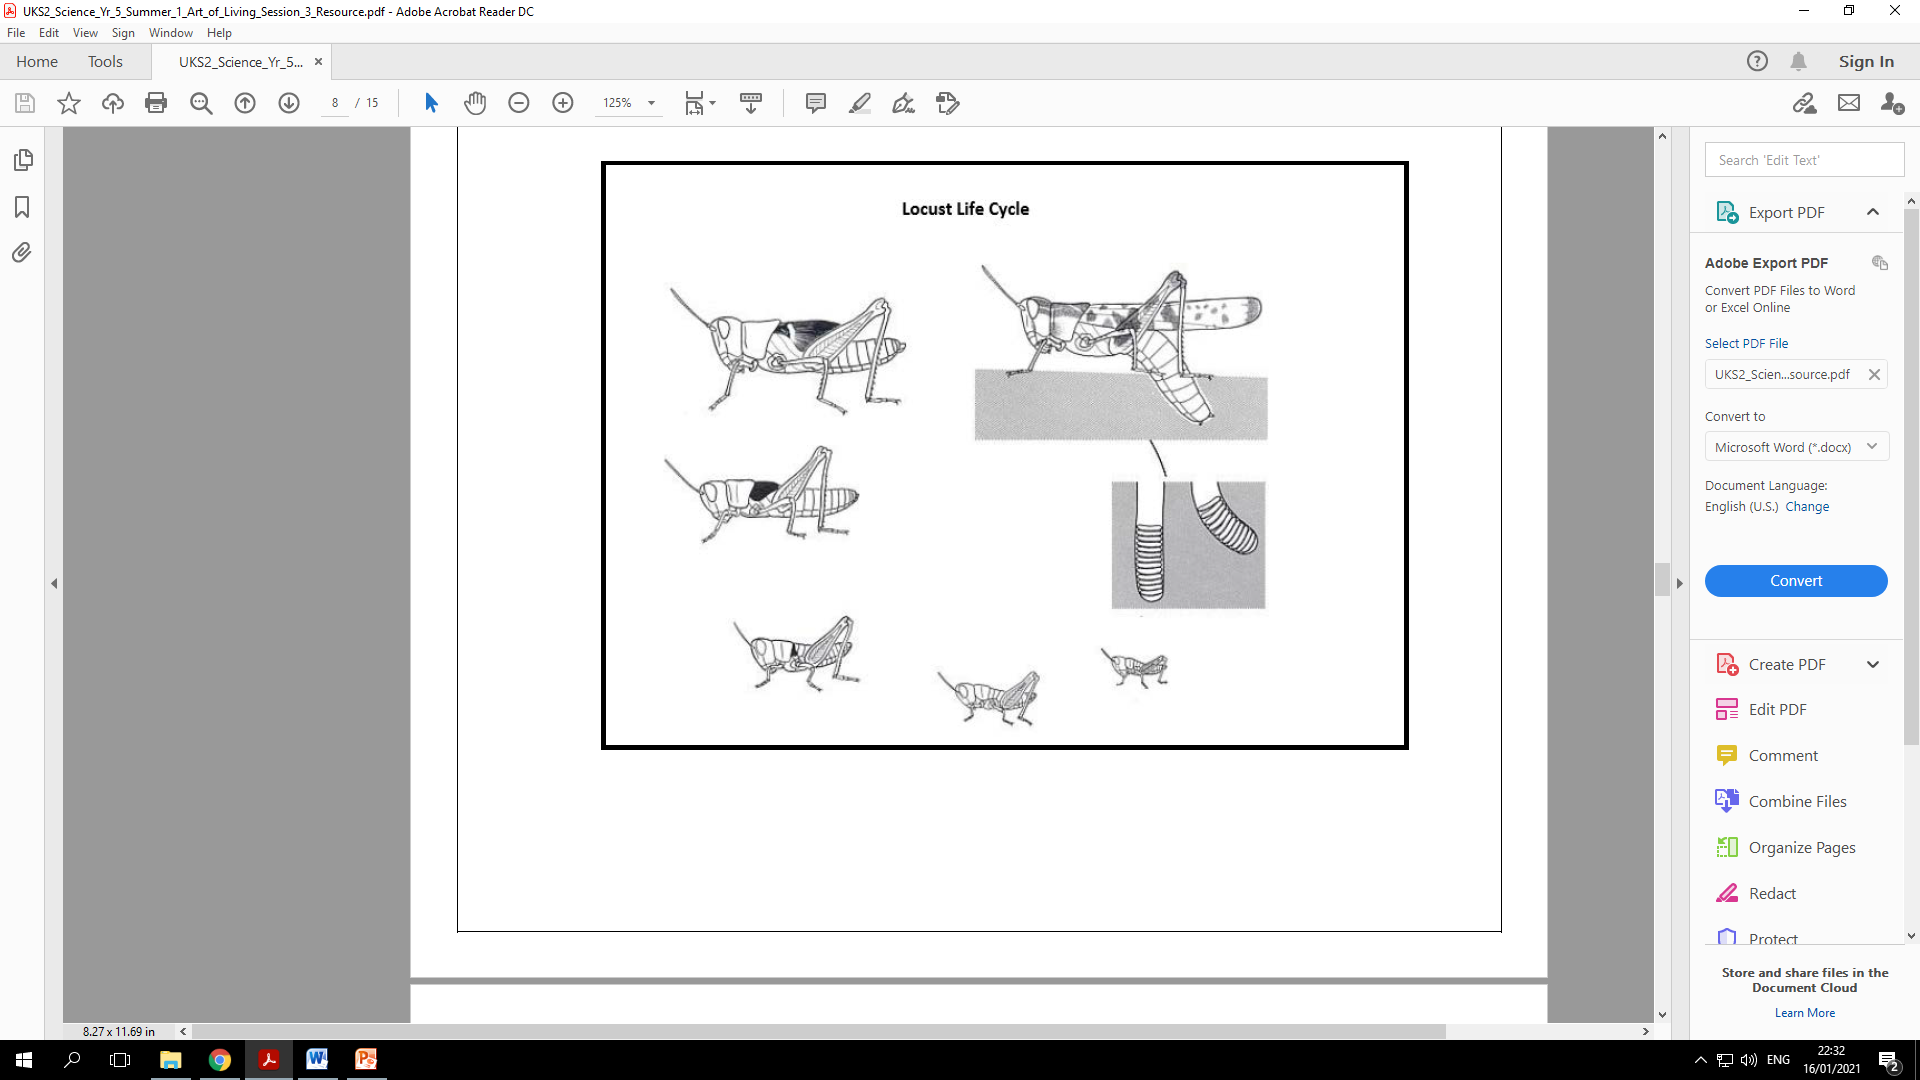 UKS2_Science_Yr_5_Summer_1_Art_of_Living_Session_3_Resource.pdf - Adobe Acrobat Reader DC
File Edit View Sign Window Help
Home Tools UKS2_Science_Yr_5... Sign In
8 / 15 125%
Locust Life Cycle
Search 'Edit Text'
Export PDF
Adobe Export PDF
Convert PDF Files to Word
or Excel Online
Select PDF File
UKS2_Scien...source.pdf
Convert to
Microsoft Word (*.docx)
Document Language:
English (U.S.) Change
Convert
Create PDF
Edit PDF
Comment
Combine Files
Organize Pages
Redact
Protect
Store and share files in the
Document Cloud
Learn More
8.27 x 11.69 in
ENG
22:32
16/01/2021
2